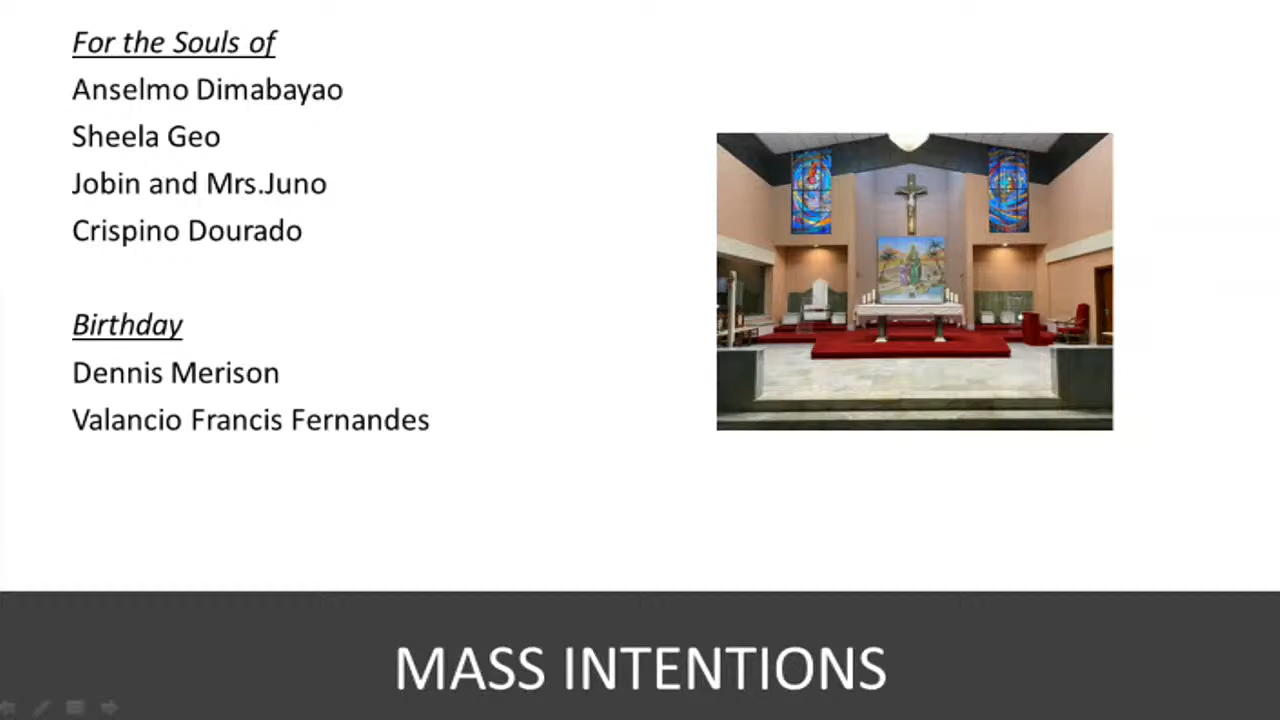 For the Souls of
Anselmo Dimabayao
Sheela Geo
Jobin and Mrs.Juno
Crispino Dourado
Birthday
Dennis Merison
Valancio Francis Fernandes
MASS INTENTIONS